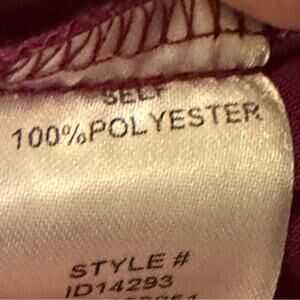 SELF
100%POLYESTER
STYLE #
ID14293